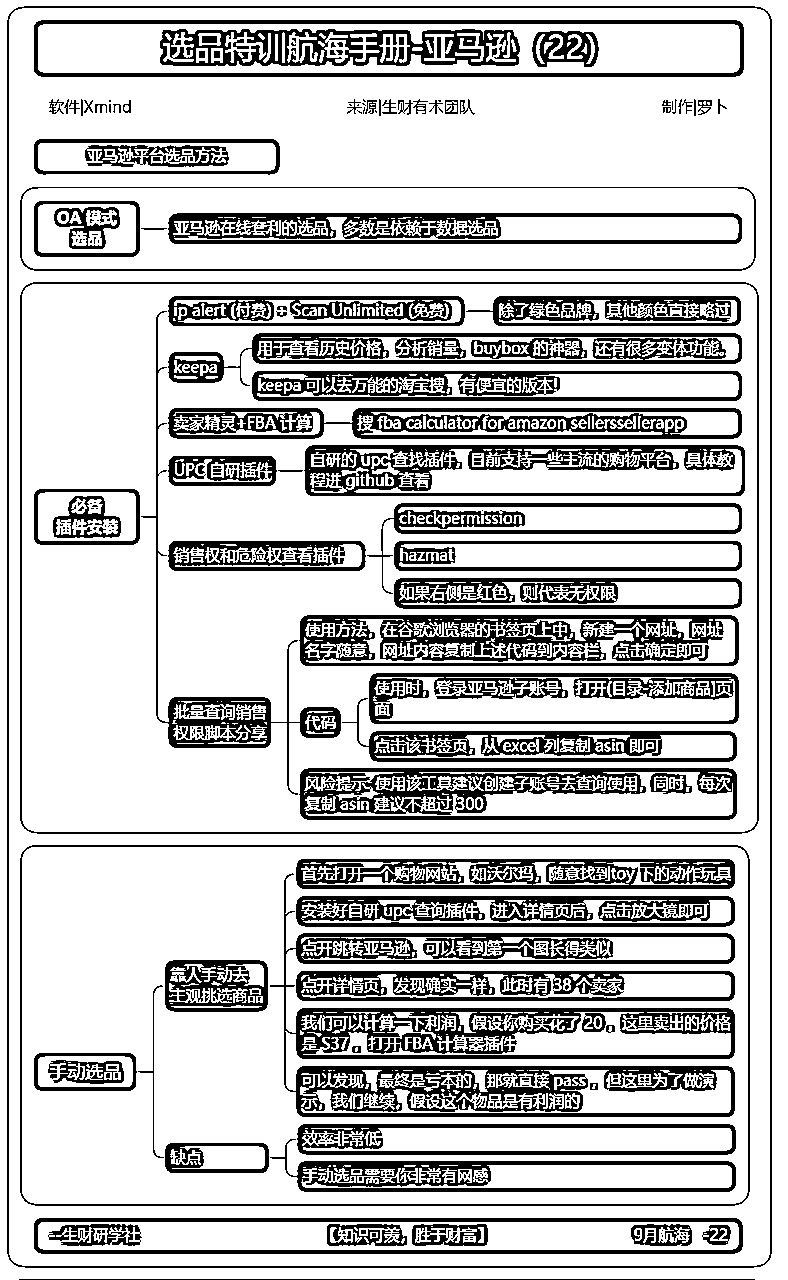 选品特训航海手册-亚马逊（22）
软件|Xmind
来源|生财有术团队
制作|罗卜
亚马逊平台选品方法
OA 模式
选品
亚马逊在线套利的选品，多数是依赖于数据选品
必备
插件安装
ip alert (付费) + Scan Unlimited (免费)
除了绿色品牌，其他颜色直接略过
keepa
用于查看历史价格，分析销量，buybox 的神器，还有很多变体功能。
keepa 可以去万能的淘宝搜，有便宜的版本!
卖家精灵+FBA 计算
搜 fba calculator for amazon sellerssellerapp
UPC 自研插件
自研的 upc 查找插件，目前支持一些主流的购物平台，具体教
程进 github 查看
销售权和危险权查看插件
checkpermission
hazmat
如果右侧是红色，则代表无权限
批量查询销售
权限脚本分享
使用方法，在谷歌浏览器的书签页上中，新建一个网址，网址
名字随意，网址内容复制上述代码到内容栏，点击确定即可
代码
使用时，登录亚马逊子账号，打开(目录-添加商品)页
面
点击该书签页，从 excel 列复制 asin 即可
风险提示-使用该工具建议创建子账号去查询使用，同时，每次
复制 asin 建议不超过 300
手动选品
靠人手动去
主观挑选商品
首先打开一个购物网站，如沃尔玛，随意找到toy 下的动作玩具
安装好自研 upc 查询插件，进入详情页后，点击放大镜即可
点开跳转亚马逊，可以看到第一个图长得类似
点开详情页，发现确实一样，此时有 38 个卖家
我们可以计算一下利润，假设你购买花了 20 。这里卖出的价格
是 $37 。打开 FBA 计算器插件
可以发现，最终是亏本的，那就直接 pass 。但这里为了做演
示，我们继续，假设这个物品是有利润的
缺点
效率非常低
手动选品需要你非常有网感
一生财研学社
【知识可羡，胜于财富】
9月航海 -22